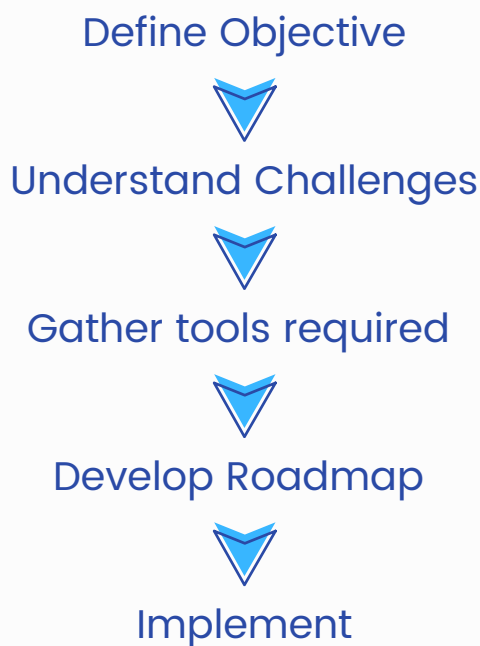 Define Objective
Understand Challenges
Gather tools required
Develop Roadmap
Implement